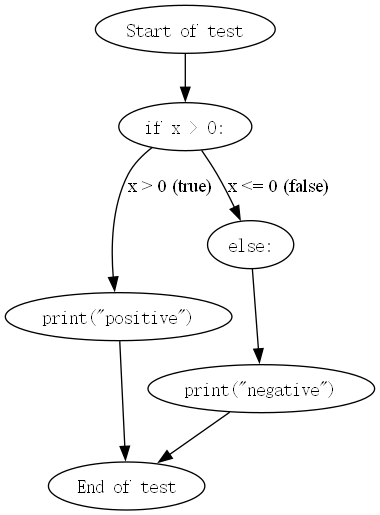 Start of test
if x > 0:
x > 0 (true)
x <= 0 (false)
else:
print("positive")
print("negative")
End of test